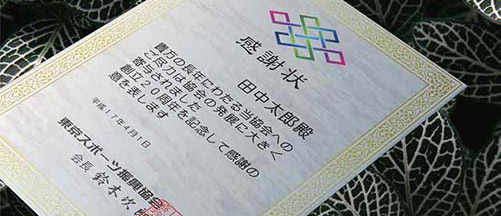 感謝状
田中太郎殿
貴方の長年にわたる当協会への
ご尽力は協会の発展に大きく
寄与されました
創立20周年を記念して感謝の
意を表します
平成17年4月1日
東京スポーツ振興協会
会長 鈴木